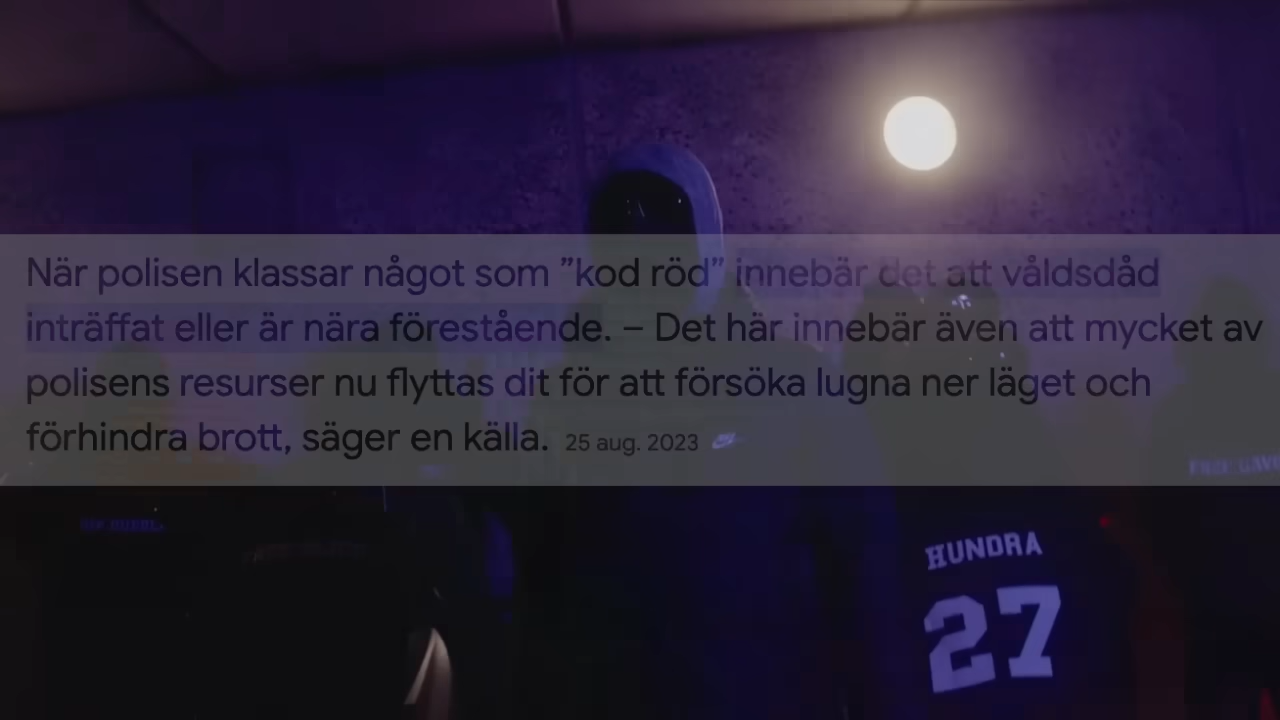 När polisen klassar något som ”kod röd” innebär det att våldsdåd
inträffat eller är nära förestående. – Det här innebär även att mycket av
polisens resurser nu flyttas dit för att försöka lugna ner läget och
förhindra brott, säger en källa. 25 aug. 2023
HUNDRA
27